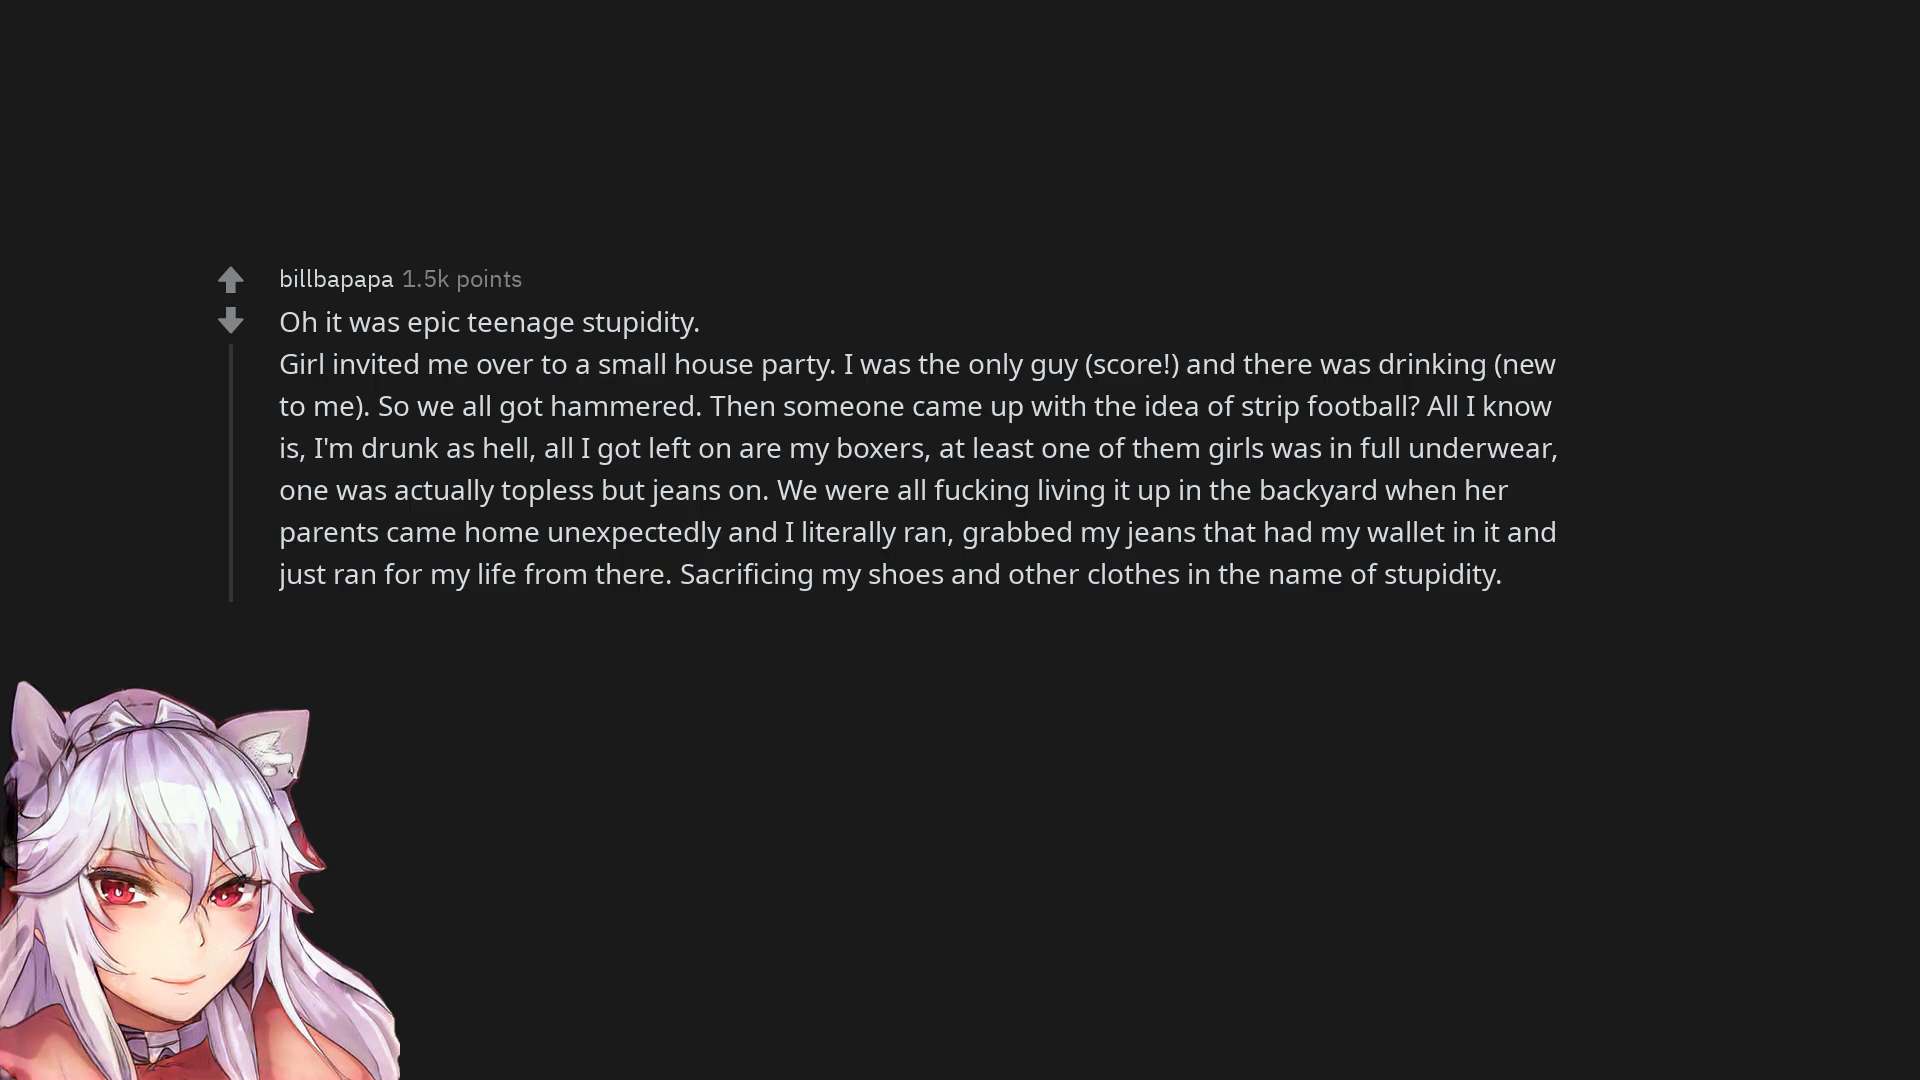 billbapapa 1.5k points
Oh it was epic teenage stupidity.
Girl invited me over to a small house party. I was the only guy (score!) and there was drinking (new
to me). So we all got hammered. Then someone came up with the idea of strip football? All I know
is, I'm drunk as hell, all I got left on are my boxers, at least one of them girls was in full underwear,
one was actually topless but jeans on. We were all fucking living it up in the backyard when her
parents came home unexpectedly and I literally ran, grabbed my jeans that had my wallet in it and
just ran for my life from there. Sacrificing my shoes and other clothes in the name of stupidity.